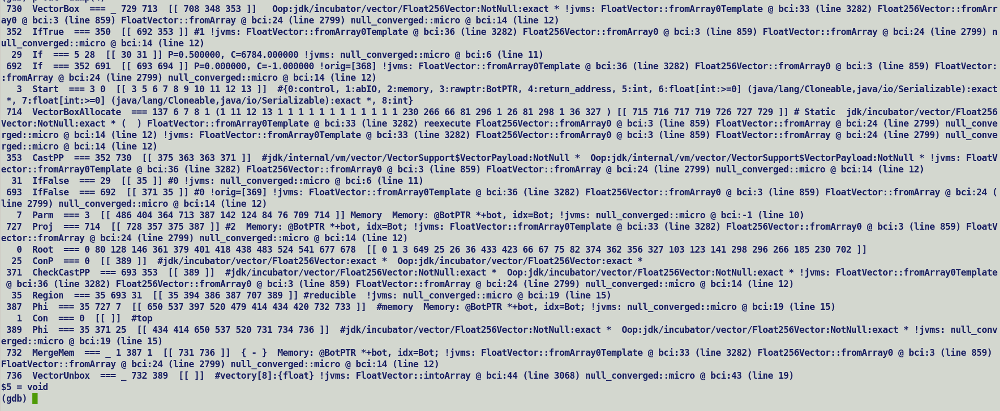 730  VectorBox  === _ 729 713  [[ 708 348 353 ]]   Oop:jdk/incubator/vector/Float256Vector:NotNull:exact * !jvms: FloatVector::fromArray0Template @ bci:33 (line 3282) Float256Vector::fromArr
ay0 @ bci:3 (line 859) FloatVector::fromArray @ bci:24 (line 2799) null_converged::micro @ bci:14 (line 12)
352  IfTrue  === 350  [[ 692 353 ]] #1 !jvms: FloatVector::fromArray0Template @ bci:36 (line 3282) Float256Vector::fromArray0 @ bci:3 (line 859) FloatVector::fromArray @ bci:24 (line 2799) n
ull_converged::micro @ bci:14 (line 12)
29  If  === 5 28  [[ 30 31 ]] P=0.500000, C=6784.000000 !jvms: null_converged::micro @ bci:6 (line 11)
692  If  === 352 691  [[ 693 694 ]] P=0.000000, C=-1.000000 !orig=[368] !jvms: FloatVector::fromArray0Template @ bci:36 (line 3282) Float256Vector::fromArray0 @ bci:3 (line 859) FloatVector:
:fromArray @ bci:24 (line 2799) null_converged::micro @ bci:14 (line 12)
3  Start  === 3 0  [[ 3 5 6 7 8 9 10 11 12 13 ]]  #{0:control, 1:abIO, 2:memory, 3:rawptr:BotPTR, 4:return_address, 5:int, 6:float[int:>=0] (java/lang/Cloneable,java/io/Serializable):exact
*, 7:float[int:>=0] (java/lang/Cloneable,java/io/Serializable):exact *, 8:int}
714  VectorBoxAllocate  === 137 6 7 8 1 (1 11 12 13 1 1 1 1 1 1 1 1 1 1 1 1 230 266 66 81 296 1 26 81 298 1 36 327 ) [[ 715 716 717 719 726 727 729 ]] # Static  jdk/incubator/vector/Float256
Vector:NotNull:exact * (  ) FloatVector::fromArray0Template @ bci:33 (line 3282) reexecute Float256Vector::fromArray0 @ bci:3 (line 859) FloatVector::fromArray @ bci:24 (line 2799) null_conve
rged::micro @ bci:14 (line 12) !jvms: FloatVector::fromArray0Template @ bci:33 (line 3282) Float256Vector::fromArray0 @ bci:3 (line 859) FloatVector::fromArray @ bci:24 (line 2799) null_conve
rged::micro @ bci:14 (line 12)
353  CastPP  === 352 730  [[ 375 363 363 371 ]]  #jdk/internal/vm/vector/VectorSupport$VectorPayload:NotNull *  Oop:jdk/internal/vm/vector/VectorSupport$VectorPayload:NotNull * !jvms: FloatV
ector::fromArray0Template @ bci:36 (line 3282) Float256Vector::fromArray0 @ bci:3 (line 859) FloatVector::fromArray @ bci:24 (line 2799) null_converged::micro @ bci:14 (line 12)
31  IfFalse  === 29  [[ 35 ]] #0 !jvms: null_converged::micro @ bci:6 (line 11)
693  IfFalse  === 692  [[ 371 35 ]] #0 !orig=[369] !jvms: FloatVector::fromArray0Template @ bci:36 (line 3282) Float256Vector::fromArray0 @ bci:3 (line 859) FloatVector::fromArray @ bci:24 (
line 2799) null_converged::micro @ bci:14 (line 12)
7  Parm  === 3  [[ 486 404 364 713 387 142 124 84 76 709 714 ]] Memory  Memory: @BotPTR *+bot, idx=Bot; !jvms: null_converged::micro @ bci:-1 (line 10)
727  Proj  === 714  [[ 728 357 375 387 ]] #2  Memory: @BotPTR *+bot, idx=Bot; !jvms: FloatVector::fromArray0Template @ bci:33 (line 3282) Float256Vector::fromArray0 @ bci:3 (line 859) FloatV
ector::fromArray @ bci:24 (line 2799) null_converged::micro @ bci:14 (line 12)
0  Root  === 0 80 128 146 361 379 401 418 438 483 524 541 677 678  [[ 0 1 3 649 25 26 36 433 423 66 67 75 82 374 362 356 327 103 123 141 298 296 266 185 230 702 ]]
25  ConP  === 0  [[ 389 ]]  #jdk/incubator/vector/Float256Vector:exact *  Oop:jdk/incubator/vector/Float256Vector:exact *
371  CheckCastPP  === 693 353  [[ 389 ]]  #jdk/incubator/vector/Float256Vector:NotNull:exact *  Oop:jdk/incubator/vector/Float256Vector:NotNull:exact * !jvms: FloatVector::fromArray0Template
@ bci:36 (line 3282) Float256Vector::fromArray0 @ bci:3 (line 859) FloatVector::fromArray @ bci:24 (line 2799) null_converged::micro @ bci:14 (line 12)
35  Region  === 35 693 31  [[ 35 394 386 387 707 389 ]] #reducible  !jvms: null_converged::micro @ bci:19 (line 15)
387  Phi  === 35 727 7  [[ 650 537 397 520 479 414 434 420 732 733 ]]  #memory  Memory: @BotPTR *+bot, idx=Bot; !jvms: null_converged::micro @ bci:19 (line 15)
1  Con  === 0  [[ ]]  #top
389  Phi  === 35 371 25  [[ 434 414 650 537 520 731 734 736 ]]  #jdk/incubator/vector/Float256Vector:NotNull:exact *  Oop:jdk/incubator/vector/Float256Vector:NotNull:exact * !jvms: null_conv
erged::micro @ bci:19 (line 15)
732  MergeMem  === _ 1 387 1  [[ 731 736 ]]  { - }  Memory: @BotPTR *+bot, idx=Bot; !jvms: FloatVector::fromArray0Template @ bci:33 (line 3282) Float256Vector::fromArray0 @ bci:3 (line 859)
FloatVector::fromArray @ bci:24 (line 2799) null_converged::micro @ bci:14 (line 12)
736  VectorUnbox  === _ 732 389  [[ ]]  #vectory[8]:{float} !jvms: FloatVector::intoArray @ bci:44 (line 3068) null_converged::micro @ bci:43 (line 19)
$5 = void
(gdb)